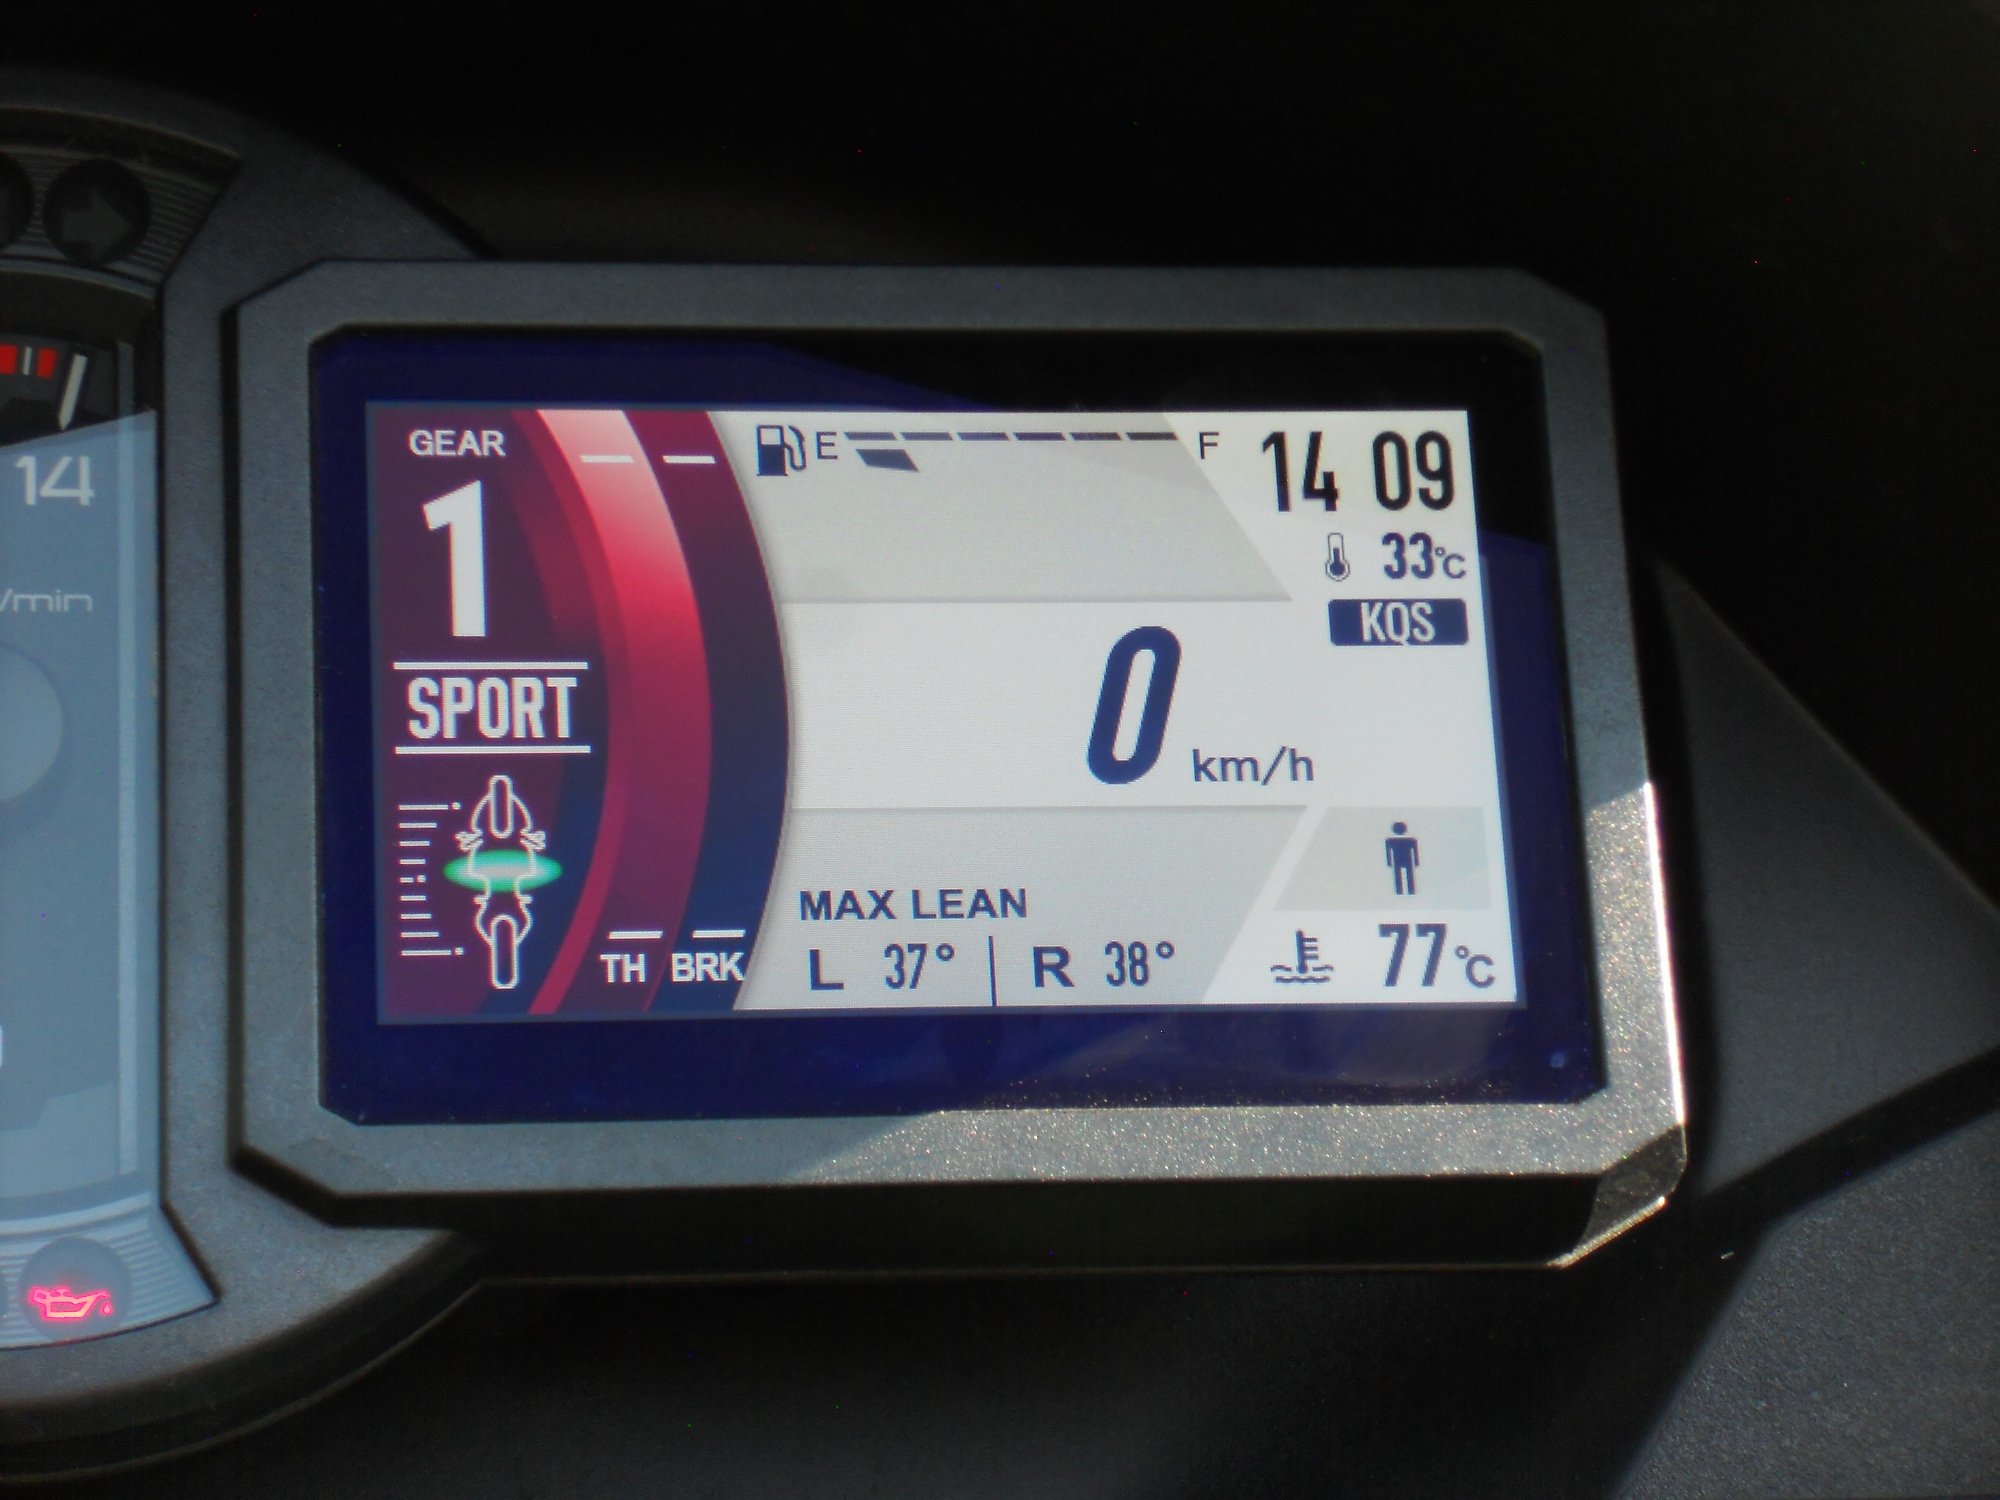 14
/min
GEAR
1
SPORT
TH BRK
E F
14 09
33°C
KQS
0 km/h
MAX LEAN
L 37° R 38°
77°C